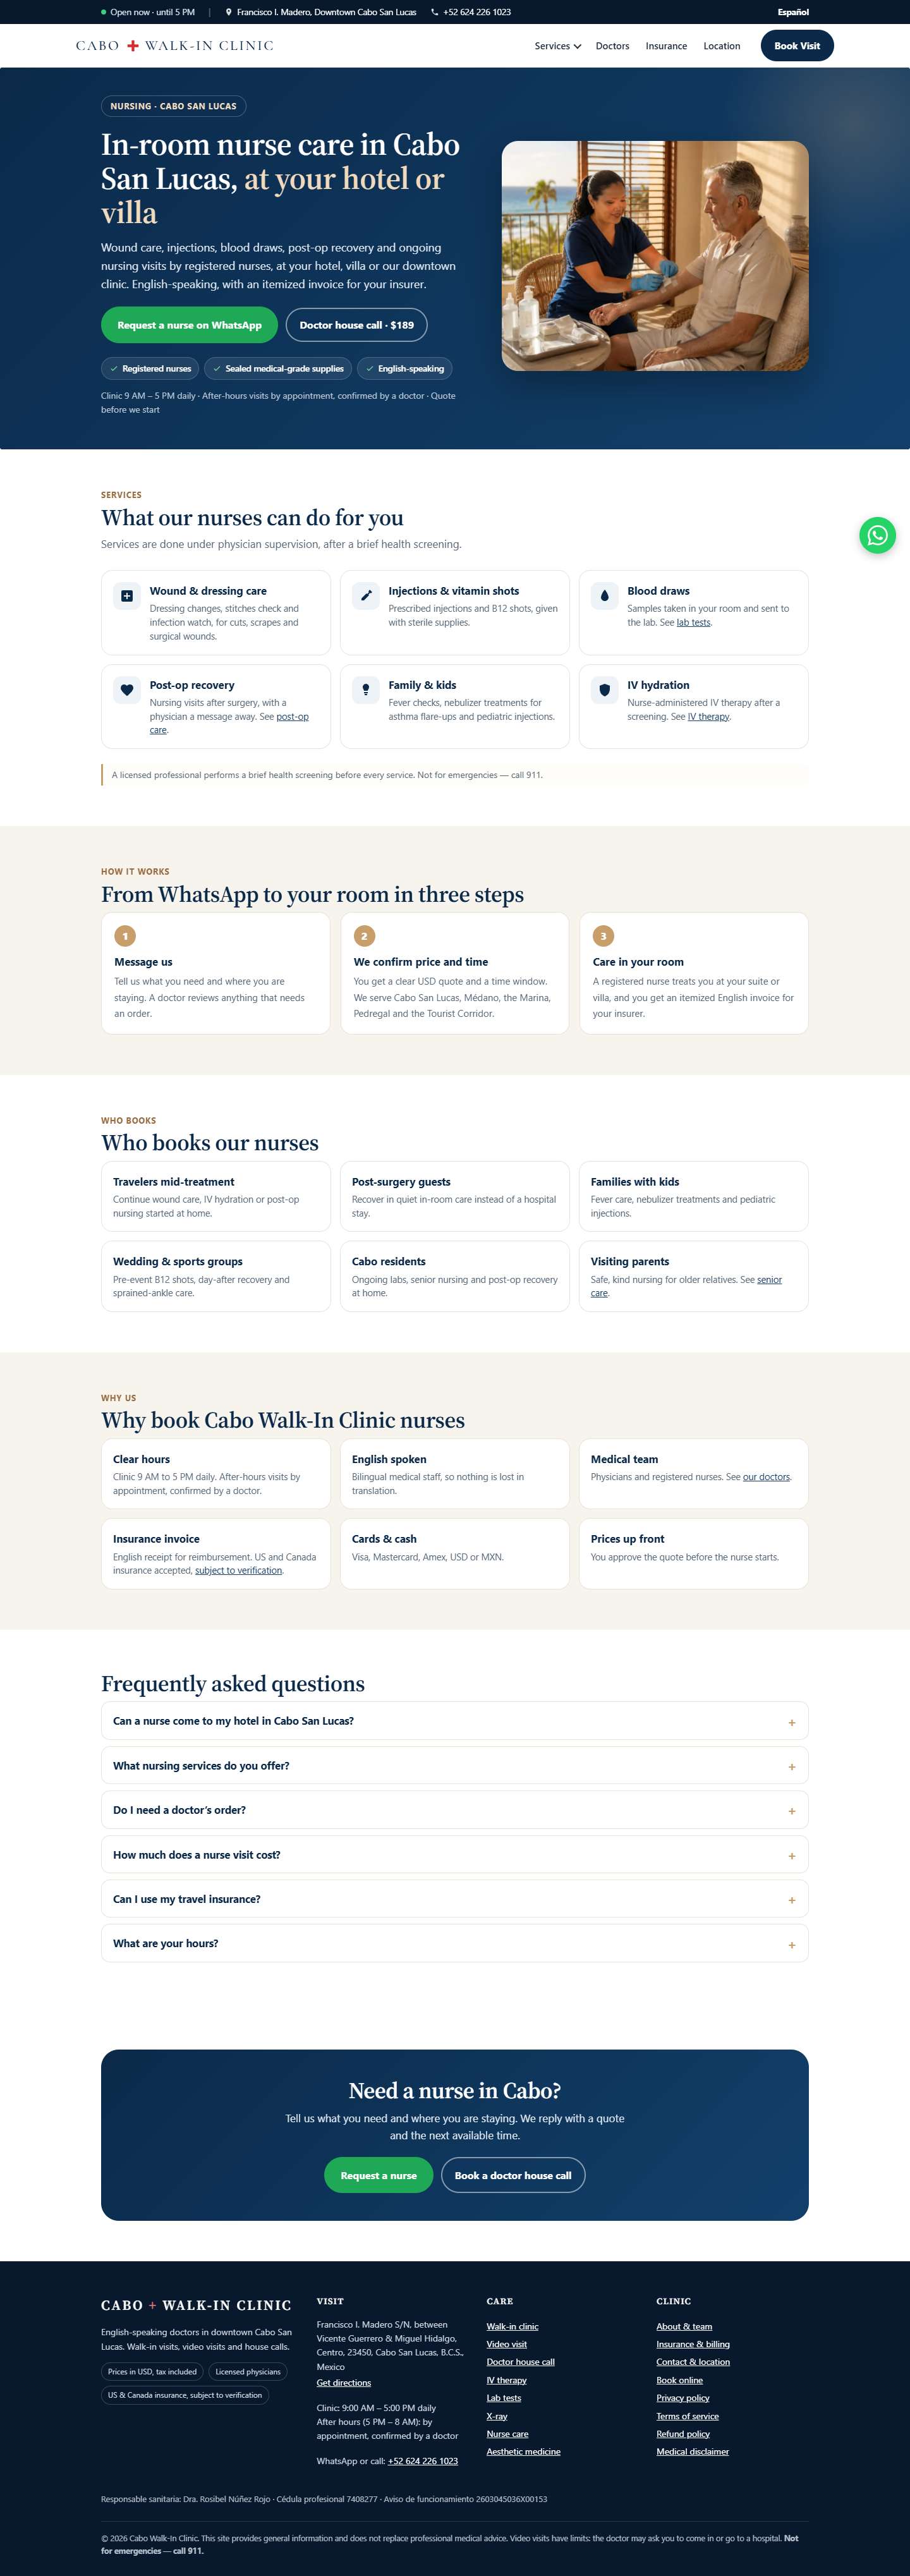 Open now · until 5 PM | Francisco I. Madero, Downtown Cabo San Lucas +52 624 226 1023 Español
CABO + WALK-IN CLINIC Services Doctors Insurance Location Book Visit
NURSING · CABO SAN LUCAS
In-room nurse care in Cabo
San Lucas, at your hotel or
villa
Wound care, injections, blood draws, post-op recovery and ongoing
nursing visits by registered nurses, at your hotel, villa or our downtown
clinic. English-speaking, with an itemized invoice for your insurer.
Request a nurse on WhatsApp Doctor house call · $189
Registered nurses Sealed medical-grade supplies English-speaking
Clinic 9 AM – 5 PM daily · After-hours visits by appointment, confirmed by a doctor · Quote
before we start
SERVICES
What our nurses can do for you
Services are done under physician supervision, after a brief health screening.
Wound & dressing care
Dressing changes, stitches check and
infection watch, for cuts, scrapes and
surgical wounds.
Injections & vitamin shots
Prescribed injections and B12 shots, given
with sterile supplies.
Blood draws
Samples taken in your room and sent to
the lab. See lab tests.
Post-op recovery
Nursing visits after surgery, with a
physician a message away. See post-op
care.
Family & kids
Fever checks, nebulizer treatments for
asthma flare-ups and pediatric injections.
IV hydration
Nurse-administered IV therapy after a
screening. See IV therapy.
A licensed professional performs a brief health screening before every service. Not for emergencies — call 911.
HOW IT WORKS
From WhatsApp to your room in three steps
1
Message us
Tell us what you need and where you are
staying. A doctor reviews anything that needs
an order.
2
We confirm price and time
You get a clear USD quote and a time window.
We serve Cabo San Lucas, Médano, the Marina,
Pedregal and the Tourist Corridor.
3
Care in your room
A registered nurse treats you at your suite or
villa, and you get an itemized English invoice for
your insurer.
WHO BOOKS
Who books our nurses
Travelers mid-treatment
Continue wound care, IV hydration or post-op
nursing started at home.
Post-surgery guests
Recover in quiet in-room care instead of a hospital
stay.
Families with kids
Fever care, nebulizer treatments and pediatric
injections.
Wedding & sports groups
Pre-event B12 shots, day-after recovery and
sprained-ankle care.
Cabo residents
Ongoing labs, senior nursing and post-op recovery
at home.
Visiting parents
Safe, kind nursing for older relatives. See senior
care.
WHY US
Why book Cabo Walk-In Clinic nurses
Clear hours
Clinic 9 AM to 5 PM daily. After-hours visits by
appointment, confirmed by a doctor.
English spoken
Bilingual medical staff, so nothing is lost in
translation.
Medical team
Physicians and registered nurses. See our doctors.
Insurance invoice
English receipt for reimbursement. US and Canada
insurance accepted, subject to verification.
Cards & cash
Visa, Mastercard, Amex, USD or MXN.
Prices up front
You approve the quote before the nurse starts.
Frequently asked questions
Can a nurse come to my hotel in Cabo San Lucas? +
What nursing services do you offer? +
Do I need a doctor’s order? +
How much does a nurse visit cost? +
Can I use my travel insurance? +
What are your hours? +
Need a nurse in Cabo?
Tell us what you need and where you are staying. We reply with a quote
and the next available time.
Request a nurse Book a doctor house call
CABO + WALK-IN CLINIC
English-speaking doctors in downtown Cabo San
Lucas. Walk-in visits, video visits and house calls.
Prices in USD, tax included Licensed physicians
US & Canada insurance, subject to verification
VISIT
Francisco I. Madero S/N, between
Vicente Guerrero & Miguel Hidalgo,
Centro, 23450, Cabo San Lucas, B.C.S.,
Mexico
Get directions
Clinic: 9:00 AM – 5:00 PM daily
After hours (5 PM – 8 AM): by
appointment, confirmed by a doctor
WhatsApp or call: +52 624 226 1023
CARE
Walk-in clinic
Video visit
Doctor house call
IV therapy
Lab tests
X-ray
Nurse care
Aesthetic medicine
CLINIC
About & team
Insurance & billing
Contact & location
Book online
Privacy policy
Terms of service
Refund policy
Medical disclaimer
Responsable sanitaria: Dra. Rosibel Núñez Rojo · Cédula profesional 7408277 · Aviso de funcionamiento 2603045036X00153
© 2026 Cabo Walk-In Clinic. This site provides general information and does not replace professional medical advice. Video visits have limits: the doctor may ask you to come in or go to a hospital. Not
for emergencies — call 911.